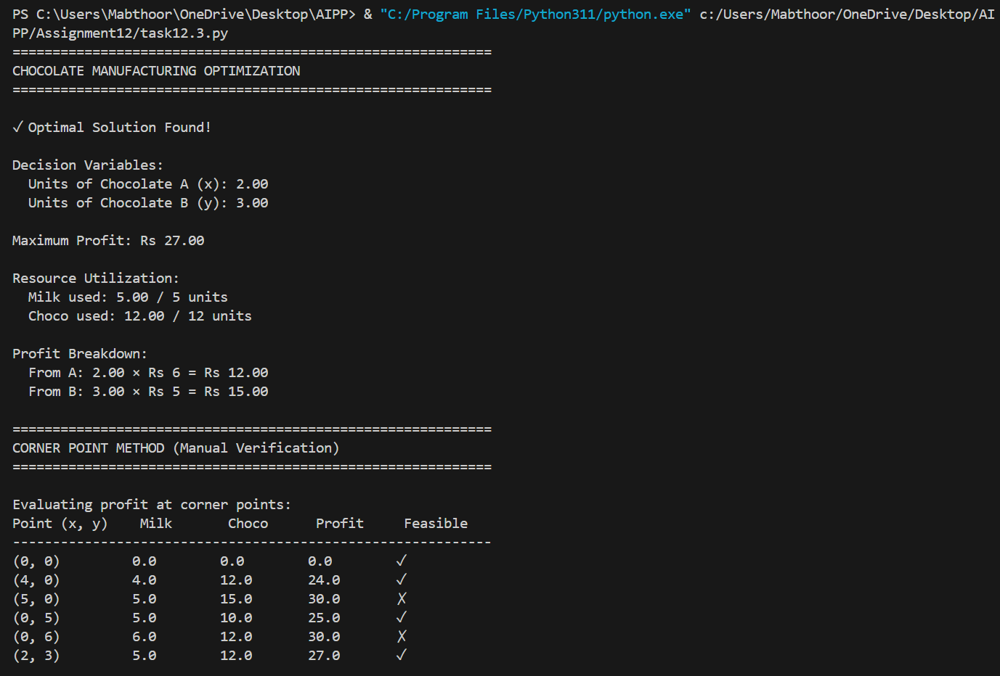 PS C:\Users\Mabthoor\OneDrive\Desktop\AIPP> & "C:/Program Files/Python311/python.exe" c:/Users/Mabthoor/OneDrive/Desktop/AI
PP/Assignment12/task12.3.py
============================================================
CHOCOLATE MANUFACTURING OPTIMIZATION
============================================================
✓ Optimal Solution Found!
Decision Variables:
  Units of Chocolate A (x): 2.00
  Units of Chocolate B (y): 3.00
Maximum Profit: Rs 27.00
Resource Utilization:
  Milk used: 5.00 / 5 units
  Choco used: 12.00 / 12 units
Profit Breakdown:
  From A: 2.00 × Rs 6 = Rs 12.00
  From B: 3.00 × Rs 5 = Rs 15.00
============================================================
CORNER POINT METHOD (Manual Verification)
============================================================
Evaluating profit at corner points:
Point (x, y)    Milk       Choco      Profit     Feasible
------------------------------------------------------------
(0, 0)         0.0        0.0        0.0        ✓
(4, 0)         4.0        12.0       24.0       ✓
(5, 0)         5.0        15.0       30.0       ✗
(0, 5)         5.0        10.0       25.0       ✓
(0, 6)         6.0        12.0       30.0       ✗
(2, 3)         5.0        12.0       27.0       ✓